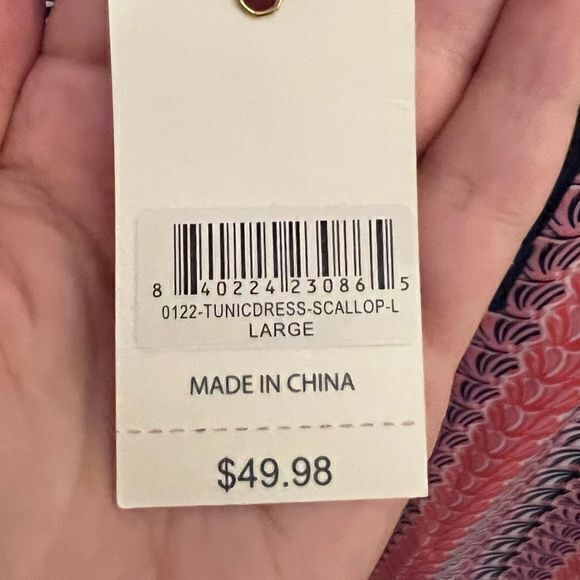 8 40224 23086 5
0122-TUNICDRESS-SCALLOP-L
LARGE
MADE IN CHINA
$49.98